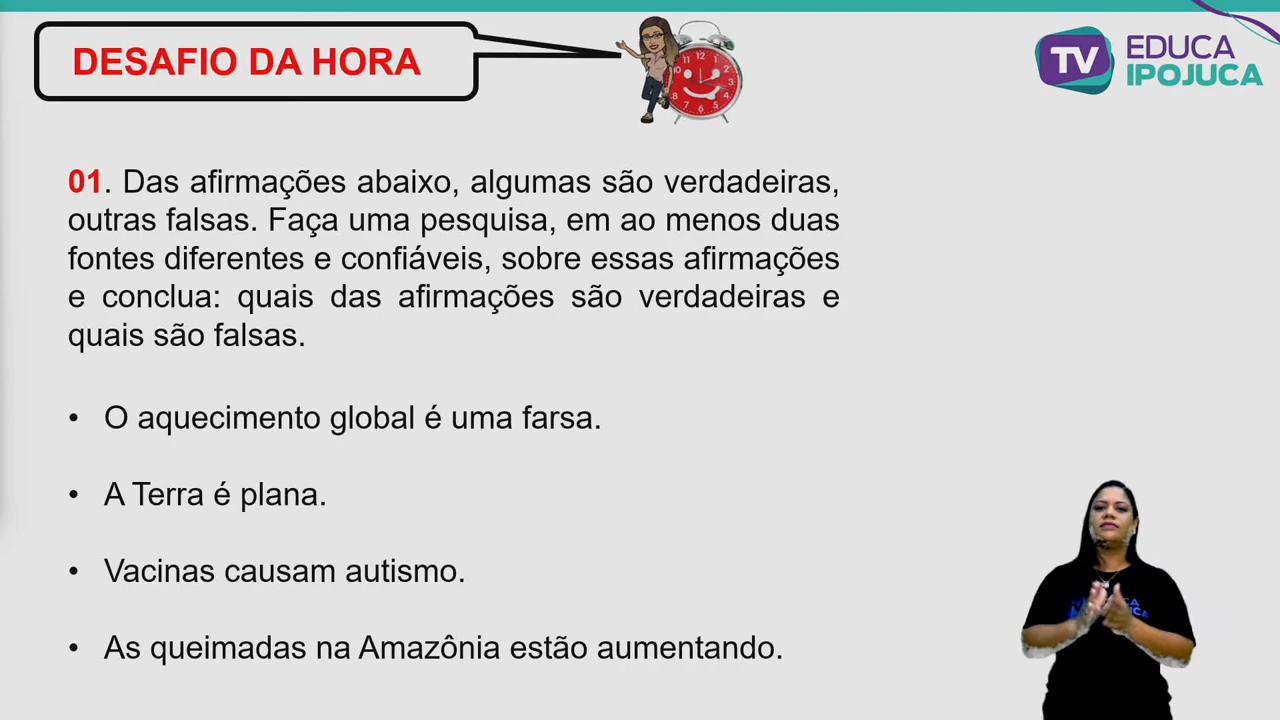 DESAFIO DA HORA
TV EDUCA
IPOJUCA
01. Das afirmações abaixo, algumas são verdadeiras,
outras falsas. Faça uma pesquisa, em ao menos duas
fontes diferentes e confiáveis, sobre essas afirmações
e conclua: quais das afirmações são verdadeiras e
quais são falsas.
• O aquecimento global é uma farsa.
• A Terra é plana.
• Vacinas causam autismo.
• As queimadas na Amazônia estão aumentando.